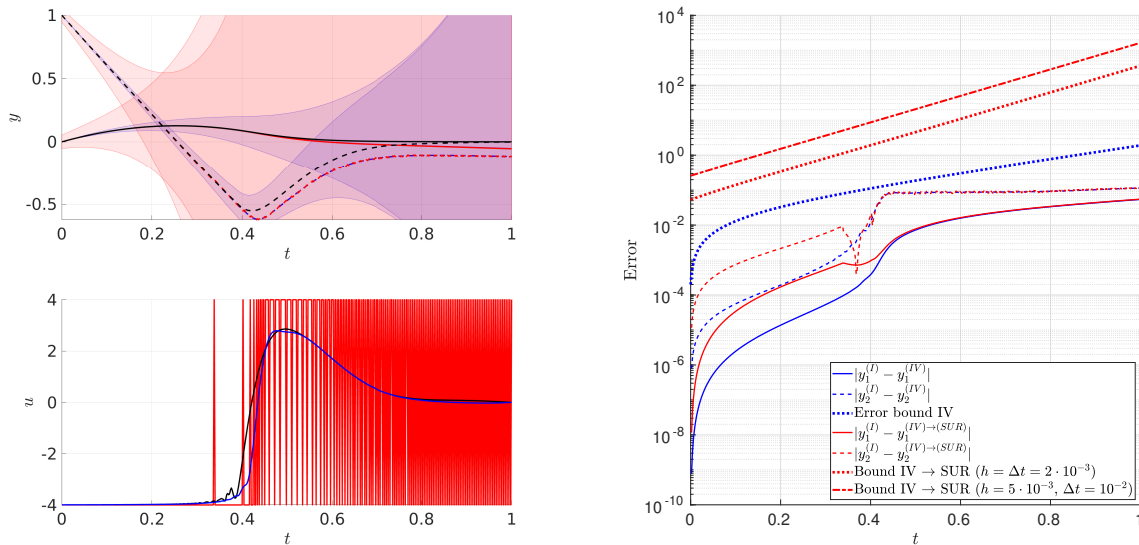 1
0.5
0
-0.5
y
0
0.2
0.4
0.6
0.8
1
t
4
2
0
-2
-4
u
0
0.2
0.4
0.6
0.8
1
t
10^4
10^2
10^0
10^{-2}
10^{-4}
10^{-6}
10^{-8}
10^{-10}
Error
0
0.2
0.4
0.6
0.8
1
t
|y_1^{(I)} − y_1^{(IV)}|
|y_2^{(I)} − y_2^{(IV)}|
Error bound IV
|y_1^{(I)} − y_1^{(IV)→(SUR)}|
|y_2^{(I)} − y_2^{(IV)→(SUR)}|
Bound IV → SUR (h = Δt = 2 · 10^{−3})
Bound IV → SUR (h = 5 · 10^{−3}, Δt = 10^{−2})